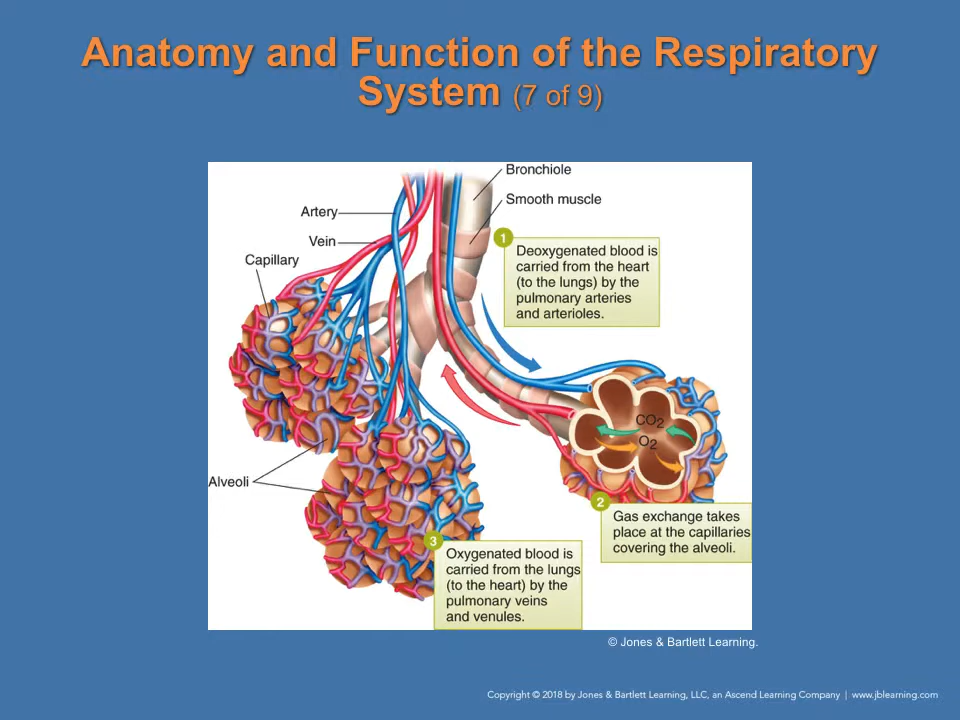 Anatomy and Function of the Respiratory
System (7 of 9)
Bronchiole
Smooth muscle
Artery
Vein
Capillary
1
Deoxygenated blood is
carried from the heart
(to the lungs) by the
pulmonary arteries
and arterioles.
CO2
O2
Alveoli
2
Gas exchange takes
place at the capillaries
covering the alveoli.
3
Oxygenated blood is
carried from the lungs
(to the heart) by the
pulmonary veins
and venules.
© Jones & Bartlett Learning.
Copyright © 2018 by Jones & Bartlett Learning, LLC, an Ascend Learning Company | www.jblearning.com